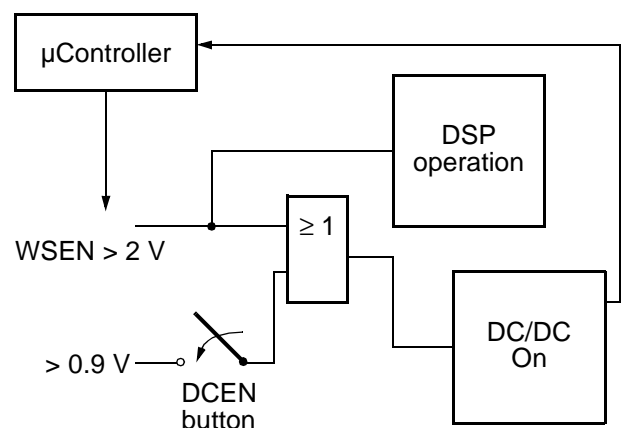 µController
DSP
operation
≥ 1
WSEN > 2 V
DC/DC
On
> 0.9 V
DCEN
button